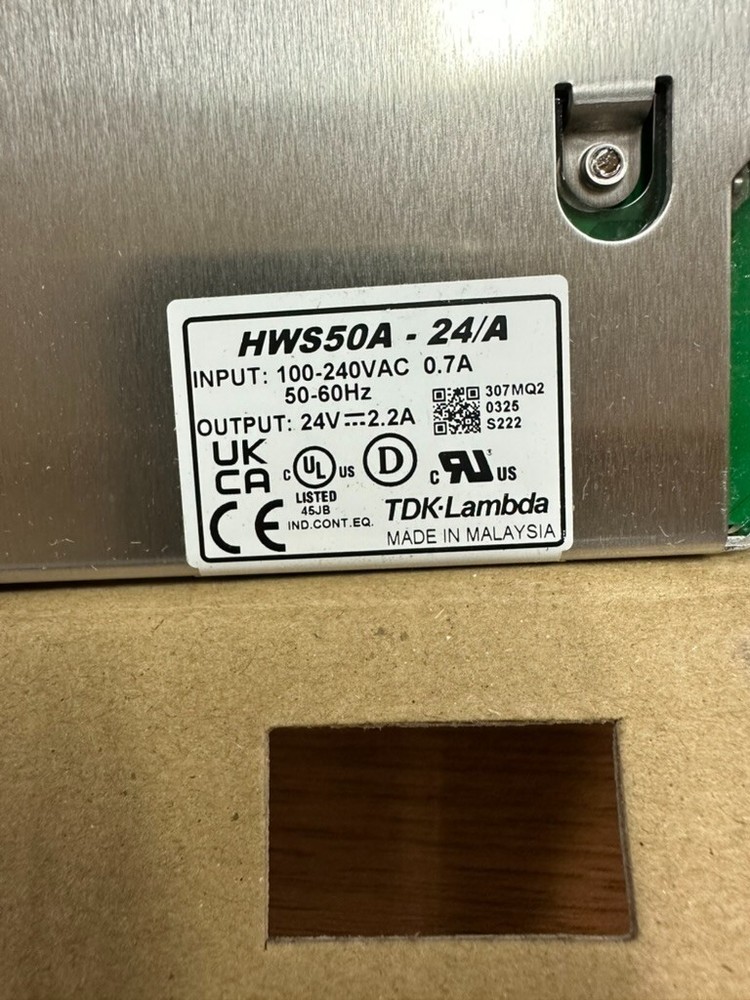 HWS50A - 24/A
INPUT: 100-240VAC 0.7A
50-60Hz
OUTPUT: 24V⎓2.2A
307MQ2
0325
S222
UK
CA
C UL US
LISTED
45JB
IND.CONT.EQ.
D
c RU US
CE
TDK·Lambda
MADE IN MALAYSIA